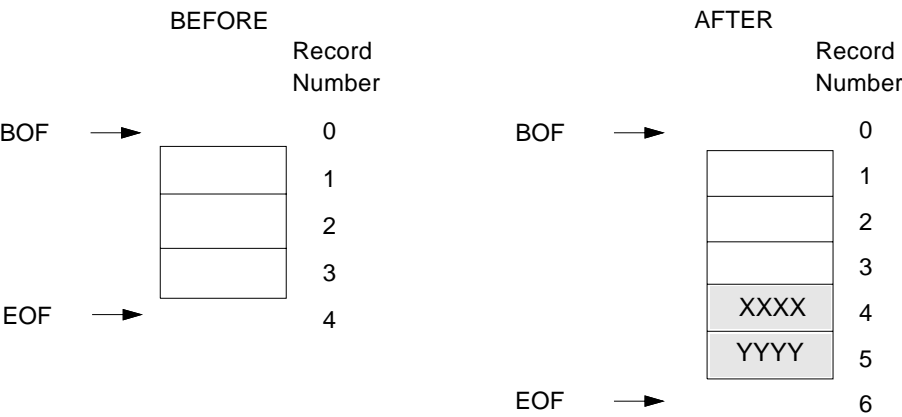 BEFORE
Record
Number
BOF 0
1
2
3
EOF 4
AFTER
Record
Number
BOF 0
1
2
3
XXXX 4
YYYY 5
EOF 6